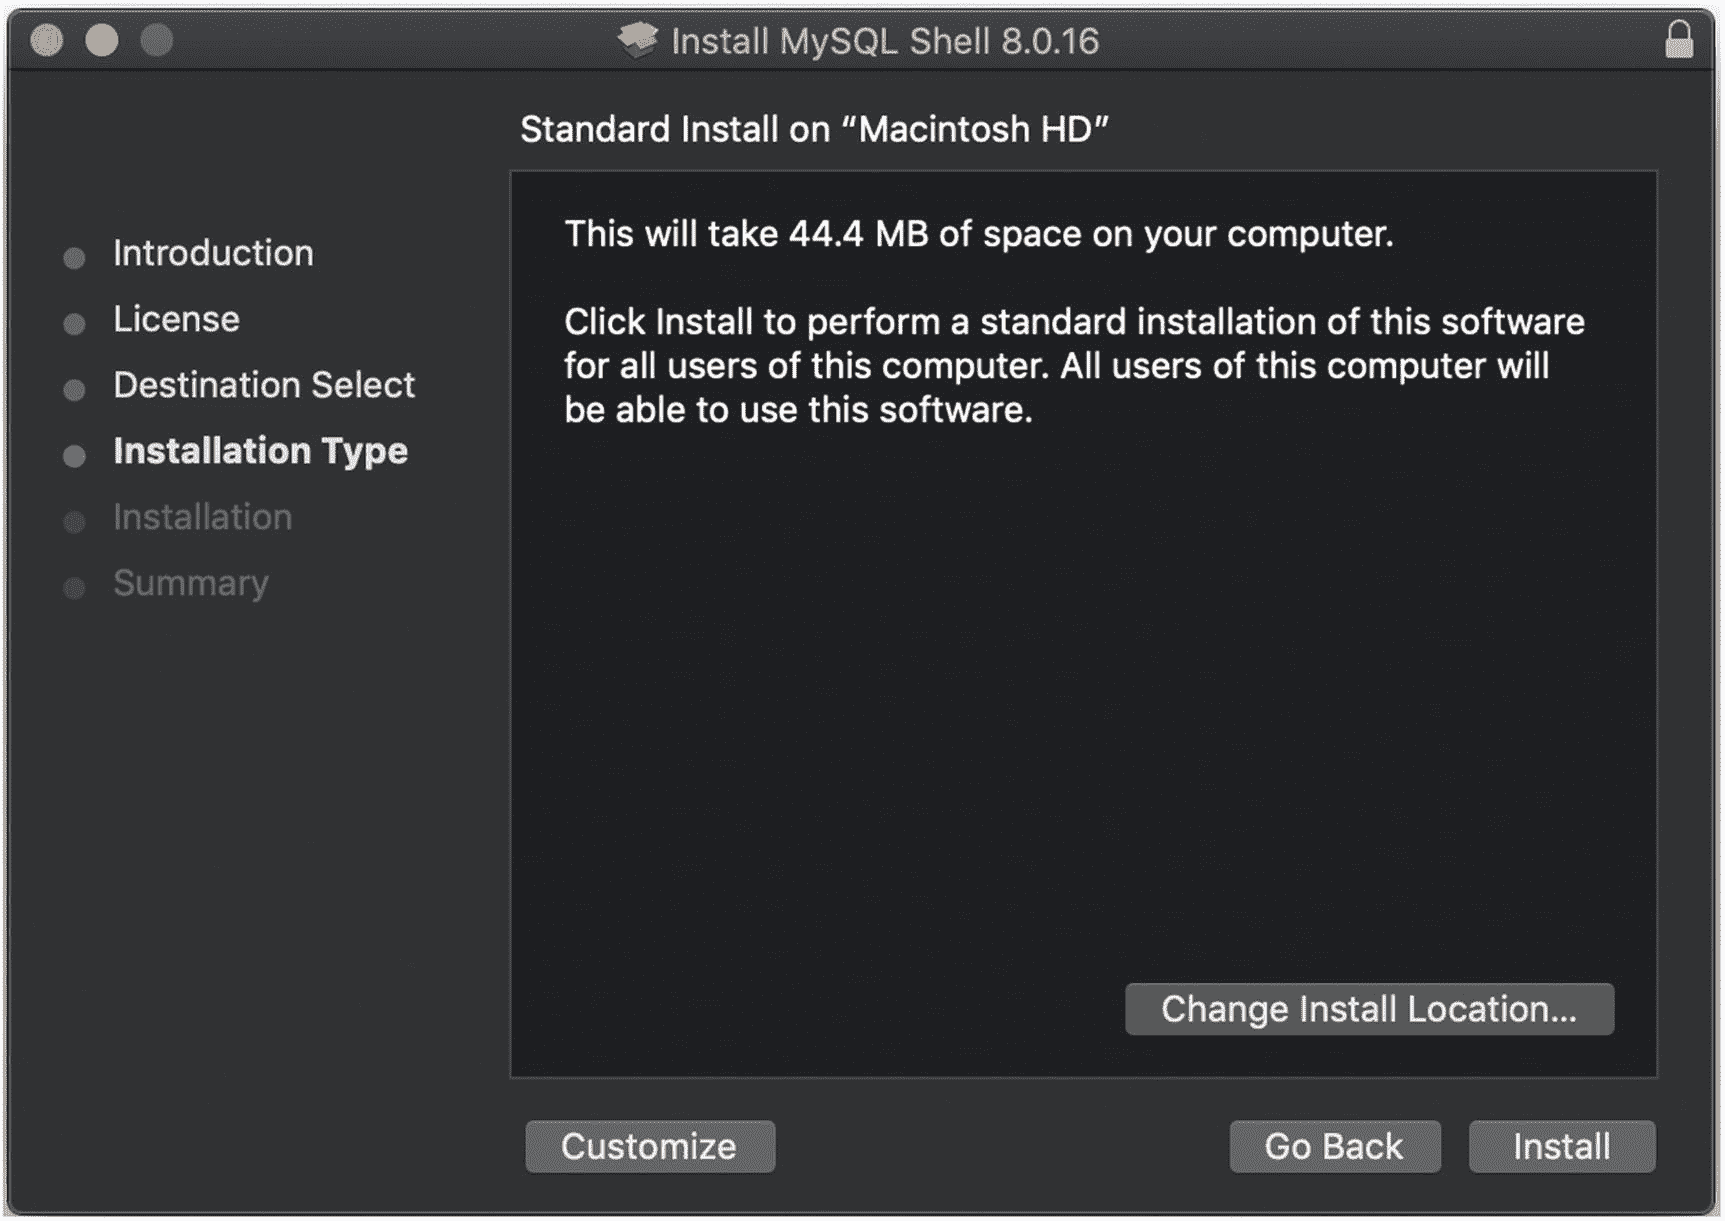 Install MySQL Shell 8.0.16
Standard Install on “Macintosh HD”
Introduction
License
Destination Select
Installation Type
Installation
Summary
This will take 44.4 MB of space on your computer.
Click Install to perform a standard installation of this software
for all users of this computer. All users of this computer will
be able to use this software.
Change Install Location...
Customize
Go Back
Install